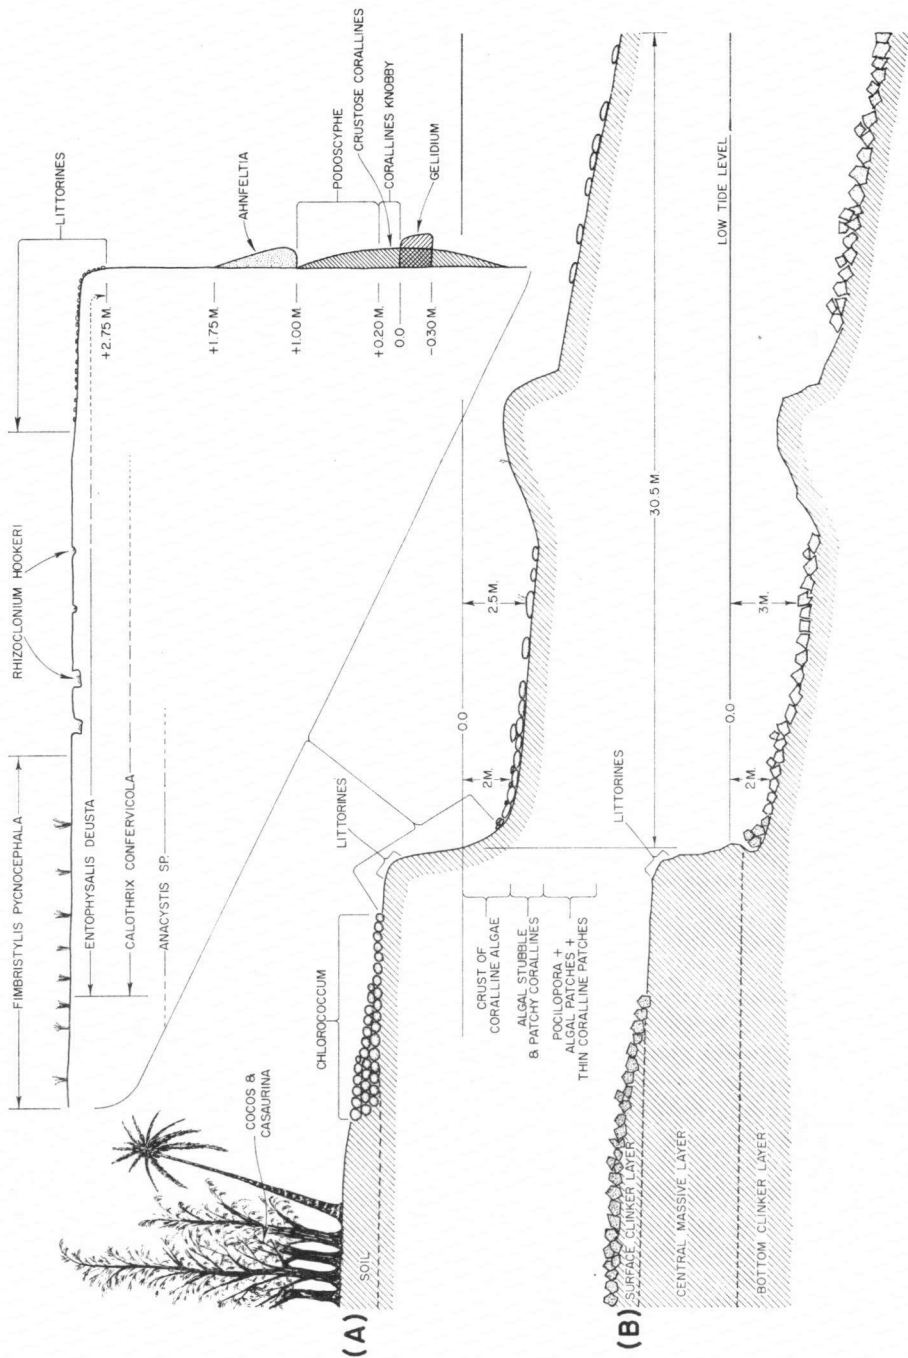 FIMBRISTYLIS PYCNOCEPHALA
RHIZOCLONIUM HOOKERI
LITTORINES
ENTOPHYSALIS DEUSTA
CALOTHRIX CONFERVICOLA
ANACYSTIS SP.
+2.75 M.
+1.75 M.
+1.00 M.
+0.20 M.
0.0
-0.30 M.
AHNFELTIA
PODOSCYPHE
CRUSTOSE CORALLINES
CORALLINES KNOBBY
GELIDIUM
COCOS &
CASAURINA
CHLOROCOCCUM
LITTORINES
0.0
2M.
2.5 M.
SOIL
(A)
CRUST OF
CORALLINE ALGAE
ALGAL STUBBLE
& PATCHY CORALLINES
POCILOPORA +
ALGAL PATCHES +
THIN CORALLINE PATCHES
30.5 M.
LITTORINES
0.0
LOW TIDE LEVEL
2M.
3M.
(B)
SURFACE CLINKER LAYER
CENTRAL MASSIVE LAYER
BOTTOM CLINKER LAYER